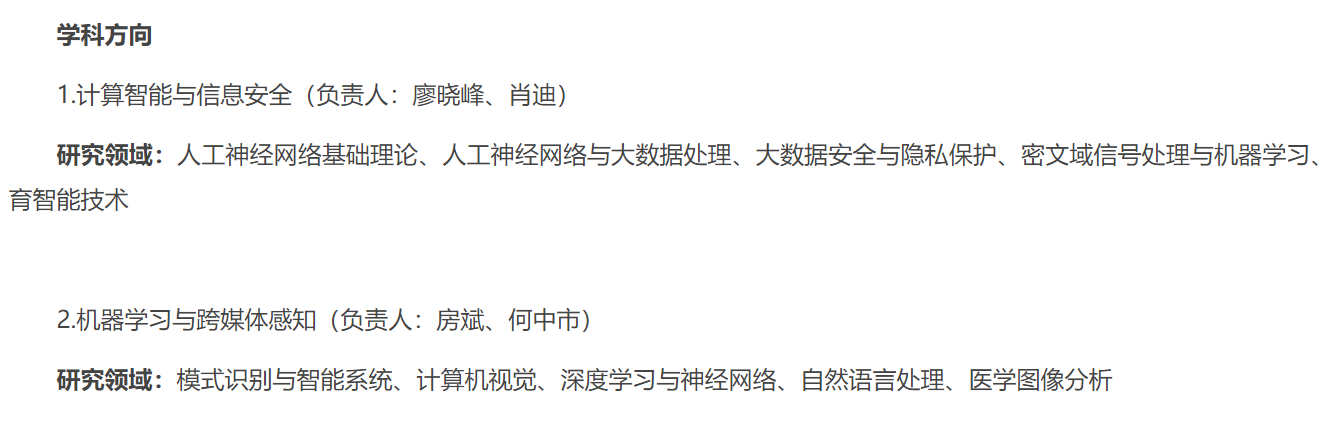 学科方向
1.计算智能与信息安全（负责人：廖晓峰、肖迪）
研究领域：人工神经网络基础理论、人工神经网络与大数据处理、大数据安全与隐私保护、密文域信号处理与机器学习、
育智能技术
2.机器学习与跨媒体感知（负责人：房斌、何中市）
研究领域：模式识别与智能系统、计算机视觉、深度学习与神经网络、自然语言处理、医学图像分析